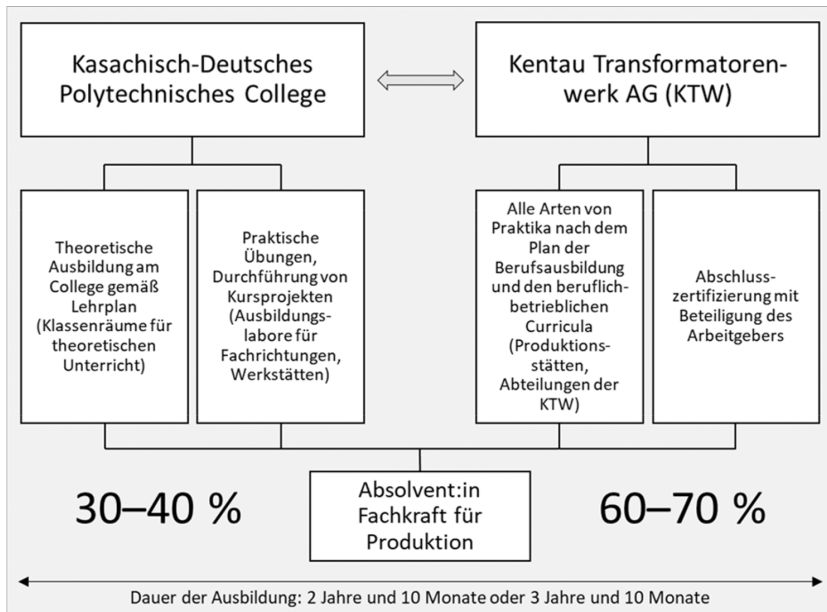 Kasachisch-Deutsches
Polytechnisches College
Kentau Transformatoren-
werk AG (KTW)
Theoretische
Ausbildung am
College gemäß
Lehrplan
(Klassenräume für
theoretischen
Unterricht)
Praktische
Übungen,
Durchführung von
Kursprojekten
(Ausbildungs-
labore für
Fachrichtungen,
Werkstätten)
Alle Arten von
Praktika nach dem
Plan der
Berufsausbildung
und den beruflich-
betrieblichen
Curricula
(Produktions-
stätten,
Abteilungen der
KTW)
Abschluss-
zertifizierung mit
Beteiligung des
Arbeitgebers
30–40 %
Absolvent:in
Fachkraft für
Produktion
60–70 %
Dauer der Ausbildung: 2 Jahre und 10 Monate oder 3 Jahre und 10 Monate